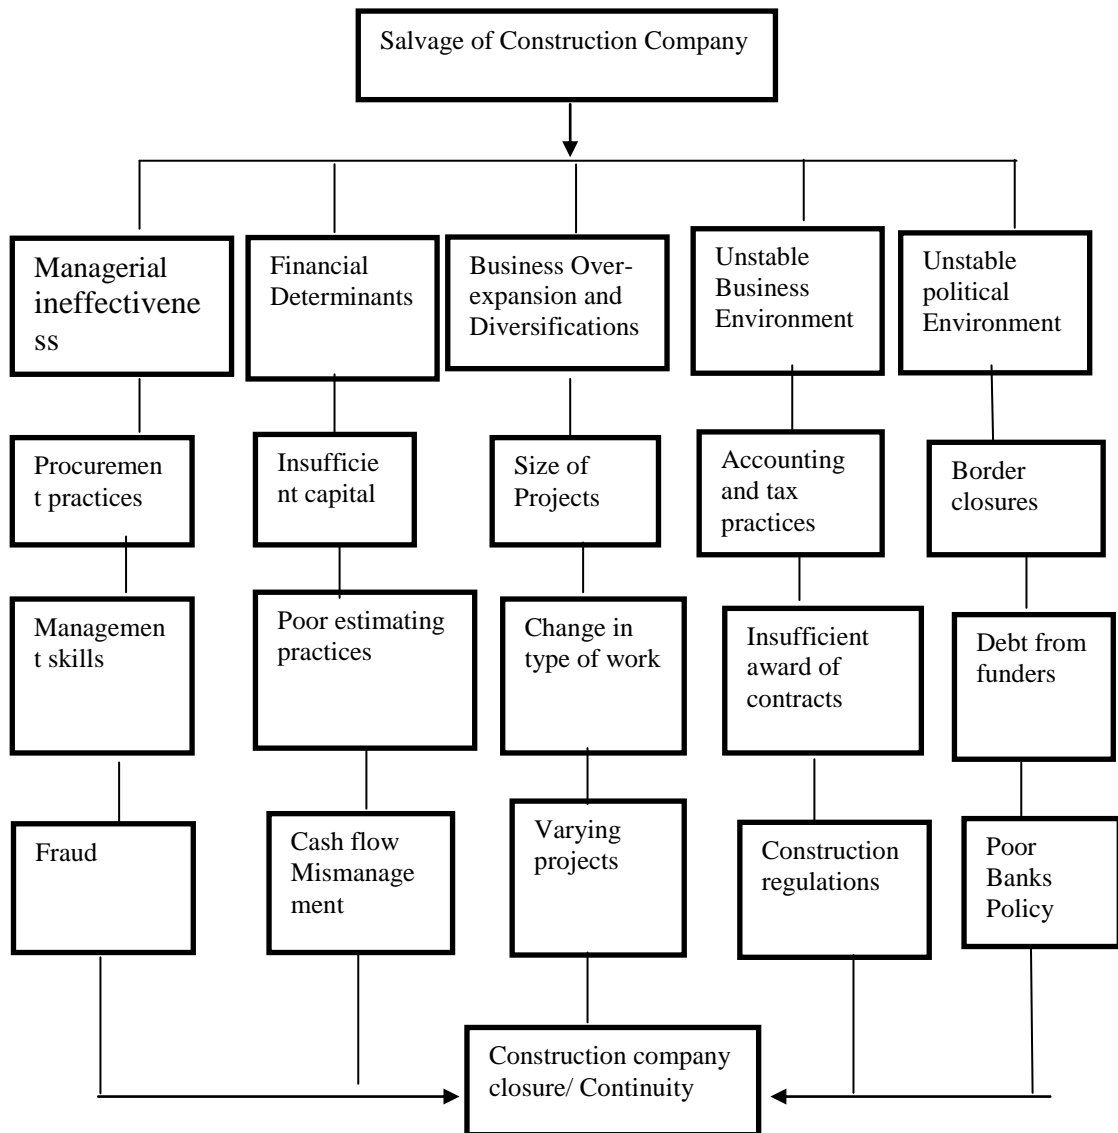 Salvage of Construction Company
Managerial
ineffectivene
ss
Financial
Determinants
Business Over-
expansion and
Diversifications
Unstable
Business
Environment
Unstable
political
Environment
Procuremen
t practices
Insufficie
nt capital
Size of
Projects
Accounting
and tax
practices
Border
closures
Managemen
t skills
Poor estimating
practices
Change in
type of work
Insufficient
award of
contracts
Debt from
funders
Fraud
Cash flow
Mismanage
ment
Varying
projects
Construction
regulations
Poor
Banks
Policy
Construction company
closure/ Continuity